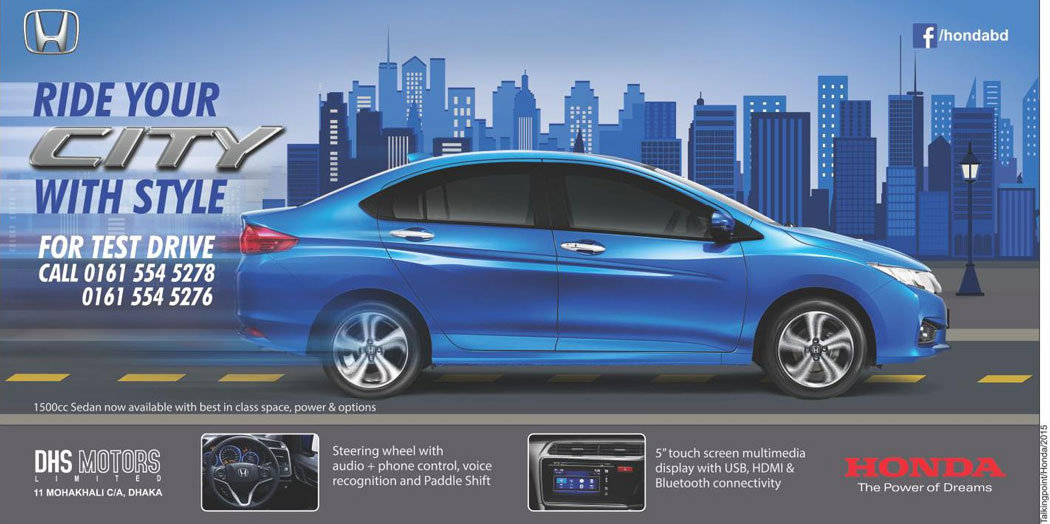 /hondabd
RIDE YOUR
CITY
WITH STYLE
FOR TEST DRIVE
CALL 0161 554 5278
0161 554 5276
1500cc Sedan now available with best in class space, power & options
DHS MOTORS
LIMITED
11 MOHAKHALI C/A, DHAKA
Steering wheel with
audio + phone control, voice
recognition and Paddle Shift
5” touch screen multimedia
display with USB, HDMI &
Bluetooth connectivity
HONDA
The Power of Dreams
talkingpoint/Honda/2015